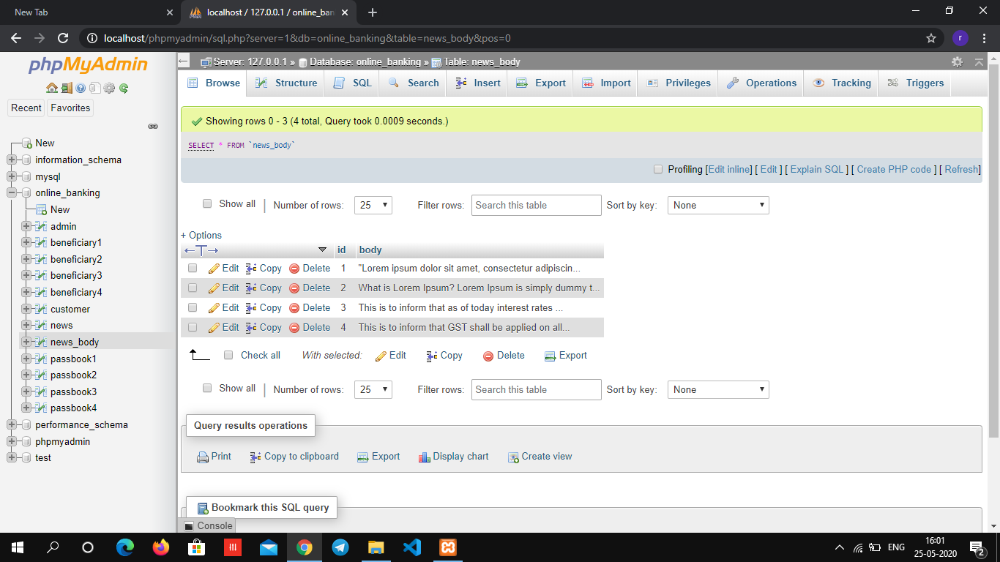 New Tab
localhost / 127.0.0.1 / online_ban
localhost/phpmyadmin/sql.php?server=1&db=online_banking&table=news_body&pos=0
r
phpMyAdmin
Recent
Favorites
New
information_schema
mysql
online_banking
New
admin
beneficiary1
beneficiary2
beneficiary3
beneficiary4
customer
news
news_body
passbook1
passbook2
passbook3
passbook4
performance_schema
phpmyadmin
test
Server: 127.0.0.1 » Database: online_banking » Table: news_body
Browse Structure SQL Search Insert Export Import Privileges Operations Tracking Triggers
Showing rows 0 - 3 (4 total, Query took 0.0009 seconds.)
SELECT * FROM `news_body`
Profiling [Edit inline] [ Edit ] [ Explain SQL ] [ Create PHP code ] [ Refresh]
Show all | Number of rows: 25 Filter rows: Search this table Sort by key: None
+ Options
id body
Edit Copy Delete 1 "Lorem ipsum dolor sit amet, consectetur adipiscin...
Edit Copy Delete 2 What is Lorem Ipsum? Lorem Ipsum is simply dummy t...
Edit Copy Delete 3 This is to inform that as of today interest rates ...
Edit Copy Delete 4 This is to inform that GST shall be applied on all...
Check all With selected: Edit Copy Delete Export
Show all | Number of rows: 25 Filter rows: Search this table Sort by key: None
Query results operations
Print Copy to clipboard Export Display chart Create view
Bookmark this SQL query
Console
ENG
16:01
25-05-2020
2